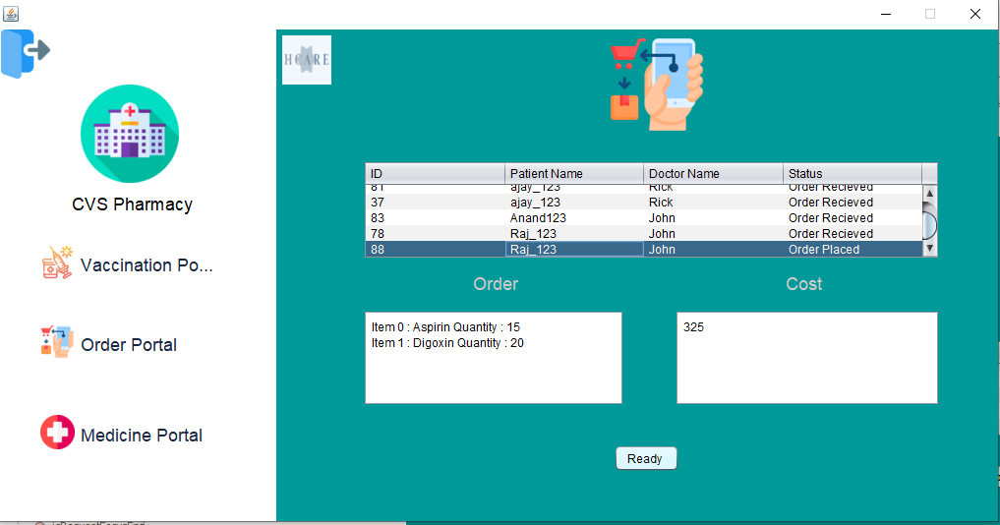 HCARE
CVS Pharmacy
Vaccination Po...
Order Portal
Medicine Portal
ID Patient Name Doctor Name Status
81 ajay_123 Rick Order Recieved
37 ajay_123 Rick Order Recieved
83 Anand123 John Order Recieved
78 Raj_123 John Order Recieved
88 Raj_123 John Order Placed
Order Cost
Item 0 : Aspirin Quantity : 15
Item 1 : Digoxin Quantity : 20
325
Ready